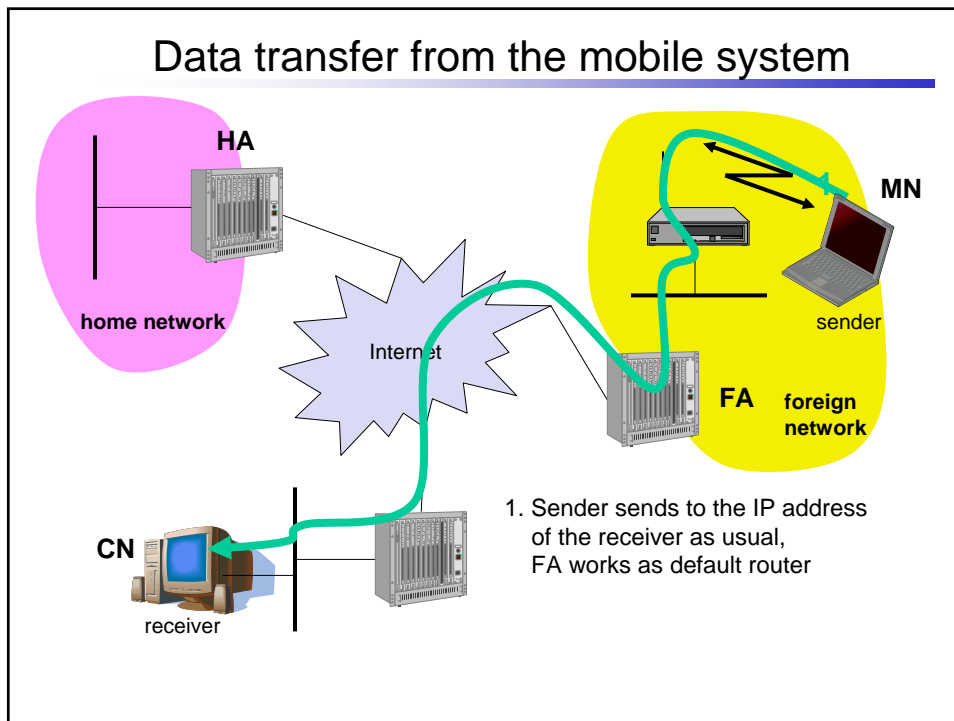 Data transfer from the mobile system
HA
MN
home network
Internet
sender
FA
foreign
network
1. Sender sends to the IP address
of the receiver as usual,
FA works as default router
CN
receiver
1